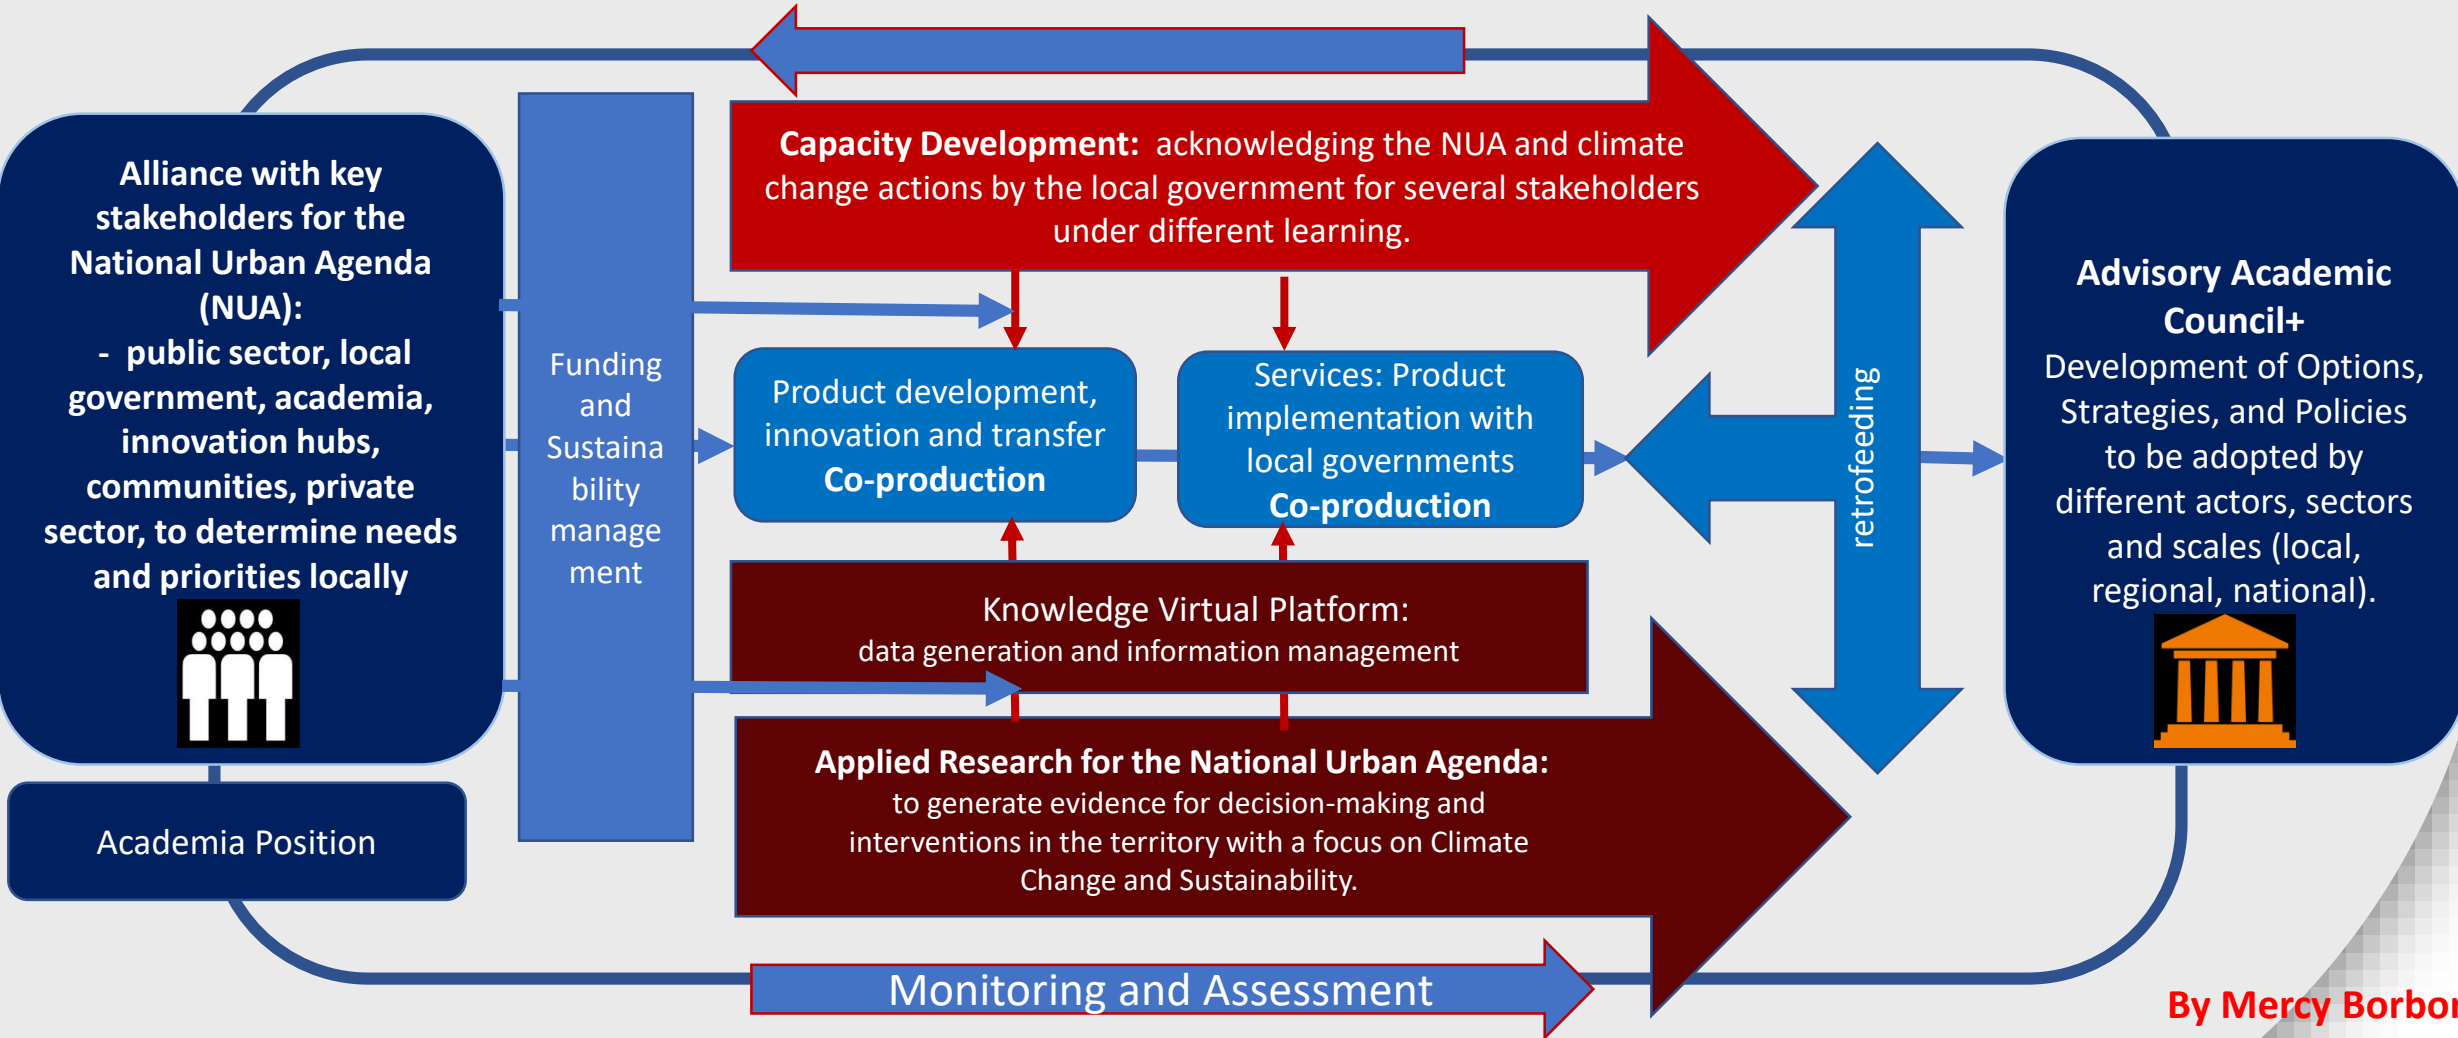 Alliance with key
stakeholders for the
National Urban Agenda
(NUA):
- public sector, local
government, academia,
innovation hubs,
communities, private
sector, to determine needs
and priorities locally
Academia Position
Funding
and
Sustaina
bility
manage
ment
Capacity Development: acknowledging the NUA and climate
change actions by the local government for several stakeholders
under different learning.
Product development,
innovation and transfer
Co-production
Services: Product
implementation with
local governments
Co-production
Knowledge Virtual Platform:
data generation and information management
Applied Research for the National Urban Agenda:
to generate evidence for decision-making and
interventions in the territory with a focus on Climate
Change and Sustainability.
Monitoring and Assessment
retrofeeding
Advisory Academic
Council+
Development of Options,
Strategies, and Policies
to be adopted by
different actors, sectors
and scales (local,
regional, national).
By Mercy Borbor